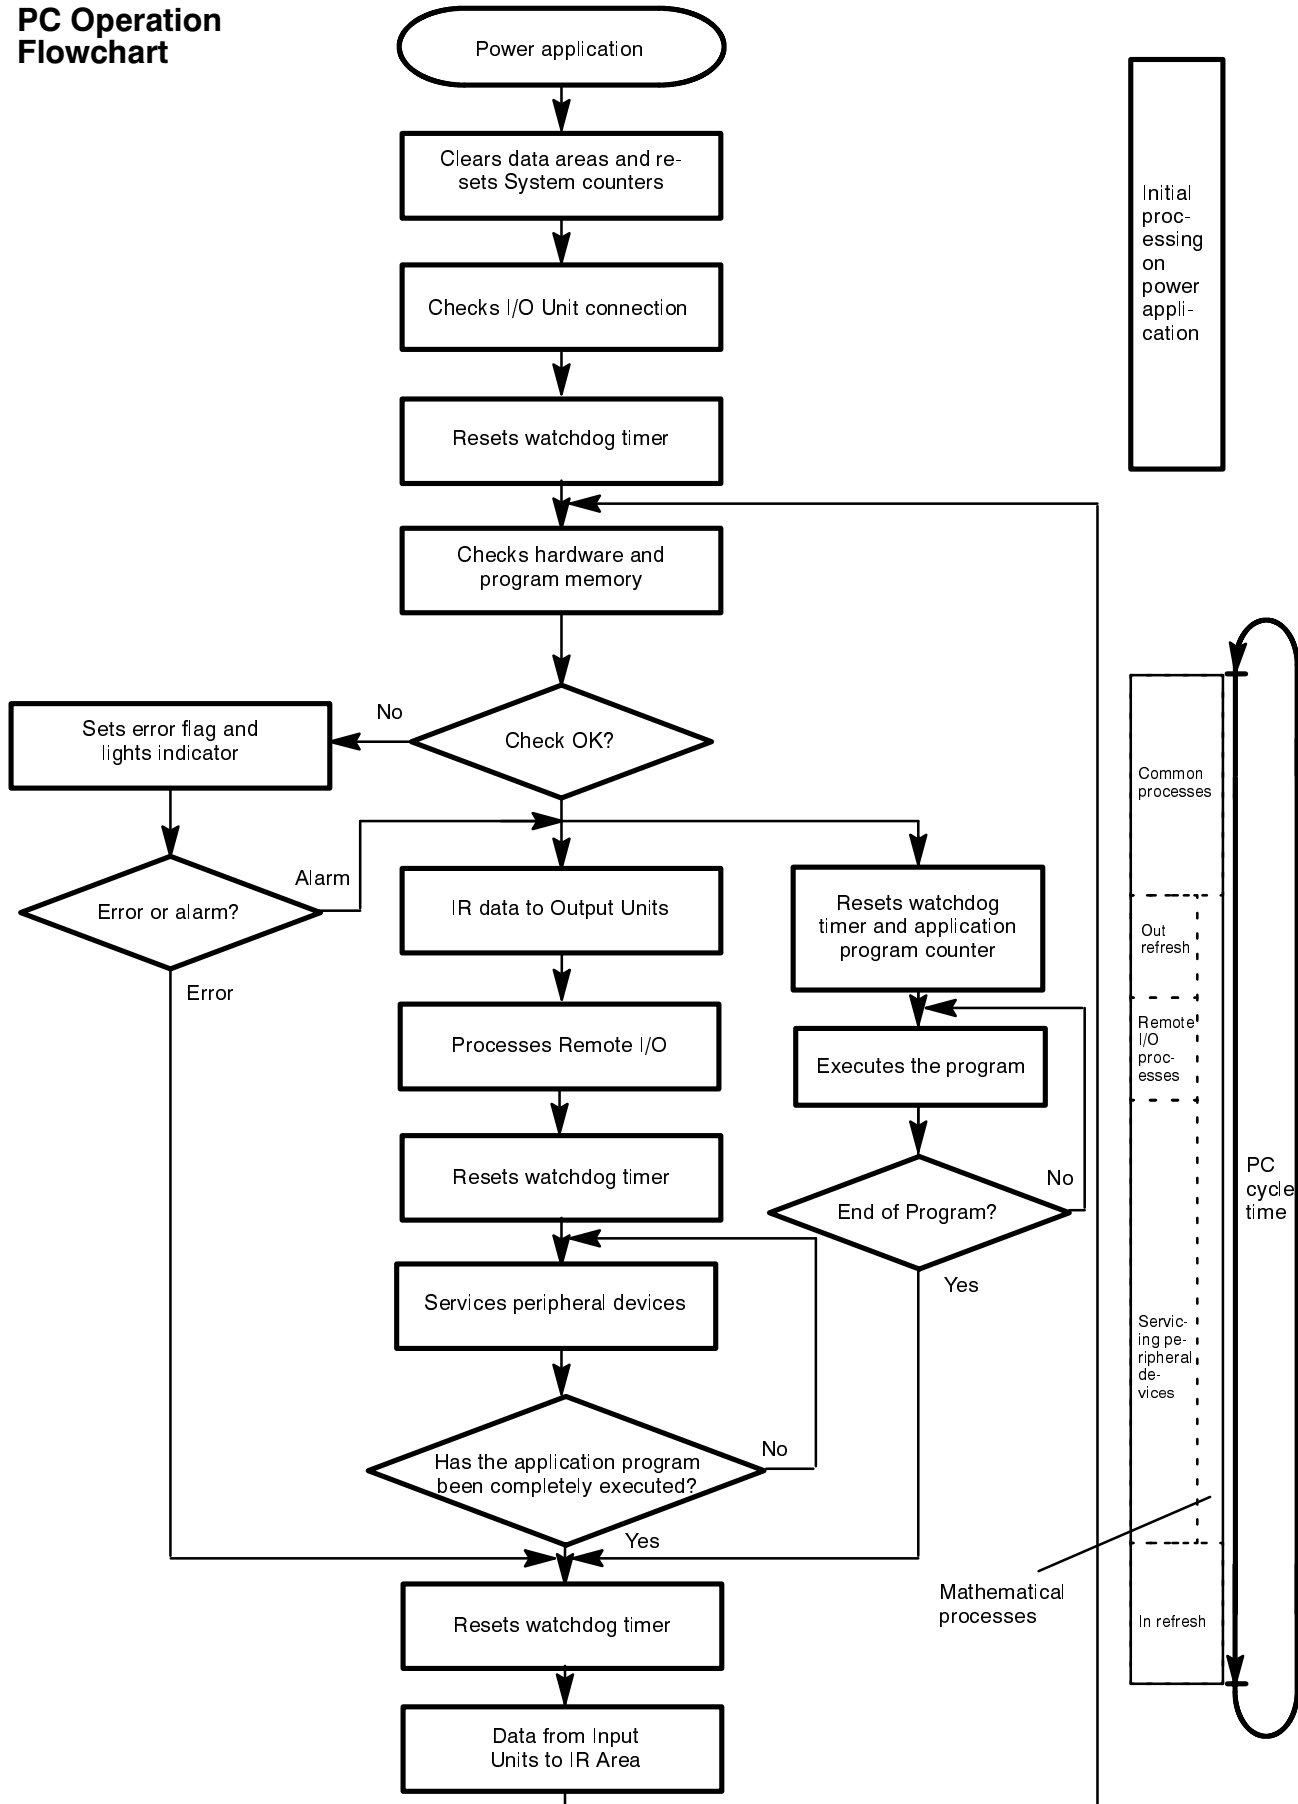 PC Operation
Flowchart
Power application
Clears data areas and re-
sets System counters
Checks I/O Unit connection
Resets watchdog timer
Checks hardware and
program memory
Check OK?
No
Sets error flag and
lights indicator
Error or alarm?
Alarm
Error
IR data to Output Units
Processes Remote I/O
Resets watchdog timer
Services peripheral devices
Has the application program
been completely executed?
No
Yes
Resets watchdog
timer and application
program counter
Executes the program
End of Program?
No
Yes
Resets watchdog timer
Data from Input
Units to IR Area
Initial
proc-
essing
on
power
appli-
cation
Common
processes
Out
refresh
Remote
I/O
proc-
esses
Servic-
ing pe-
ripheral
de-
vices
In refresh
Mathematical
processes
PC
cycle
time